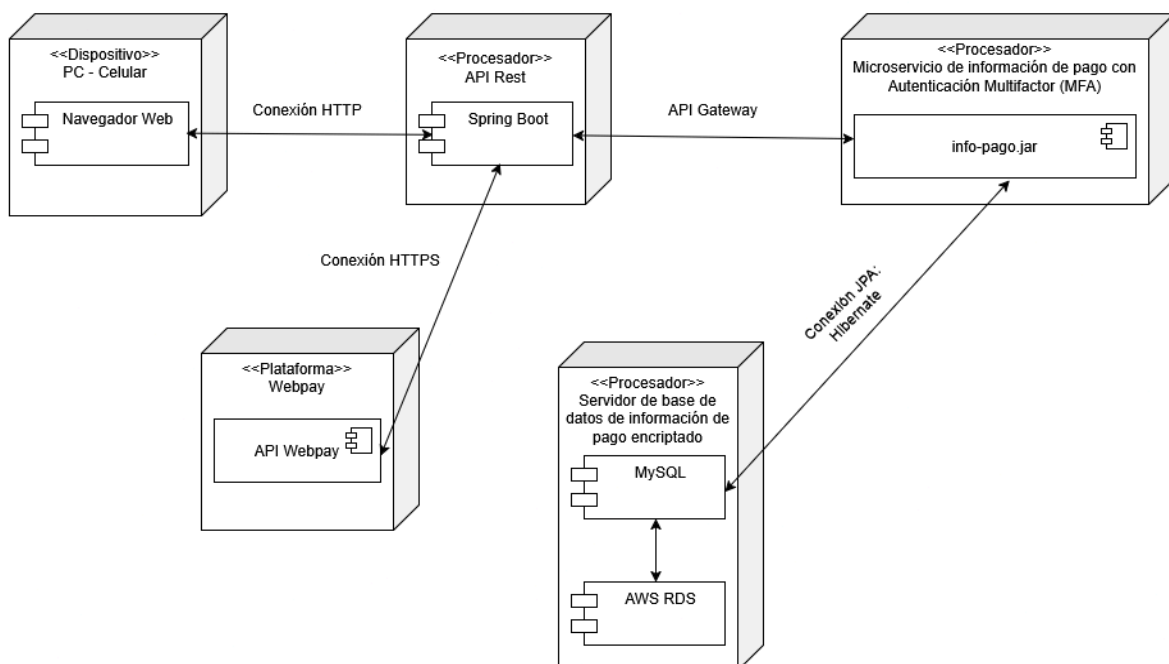 <<Dispositivo>>
PC - Celular
Navegador Web
Conexión HTTP
<<Procesador>>
API Rest
Spring Boot
API Gateway
<<Procesador>>
Microservicio de información de pago con
Autenticación Multifactor (MFA)
info-pago.jar
Conexión HTTPS
Conexión JPA:
Hibernate
<<Plataforma>>
Webpay
API Webpay
<<Procesador>>
Servidor de base de
datos de información de
pago encriptado
MySQL
AWS RDS